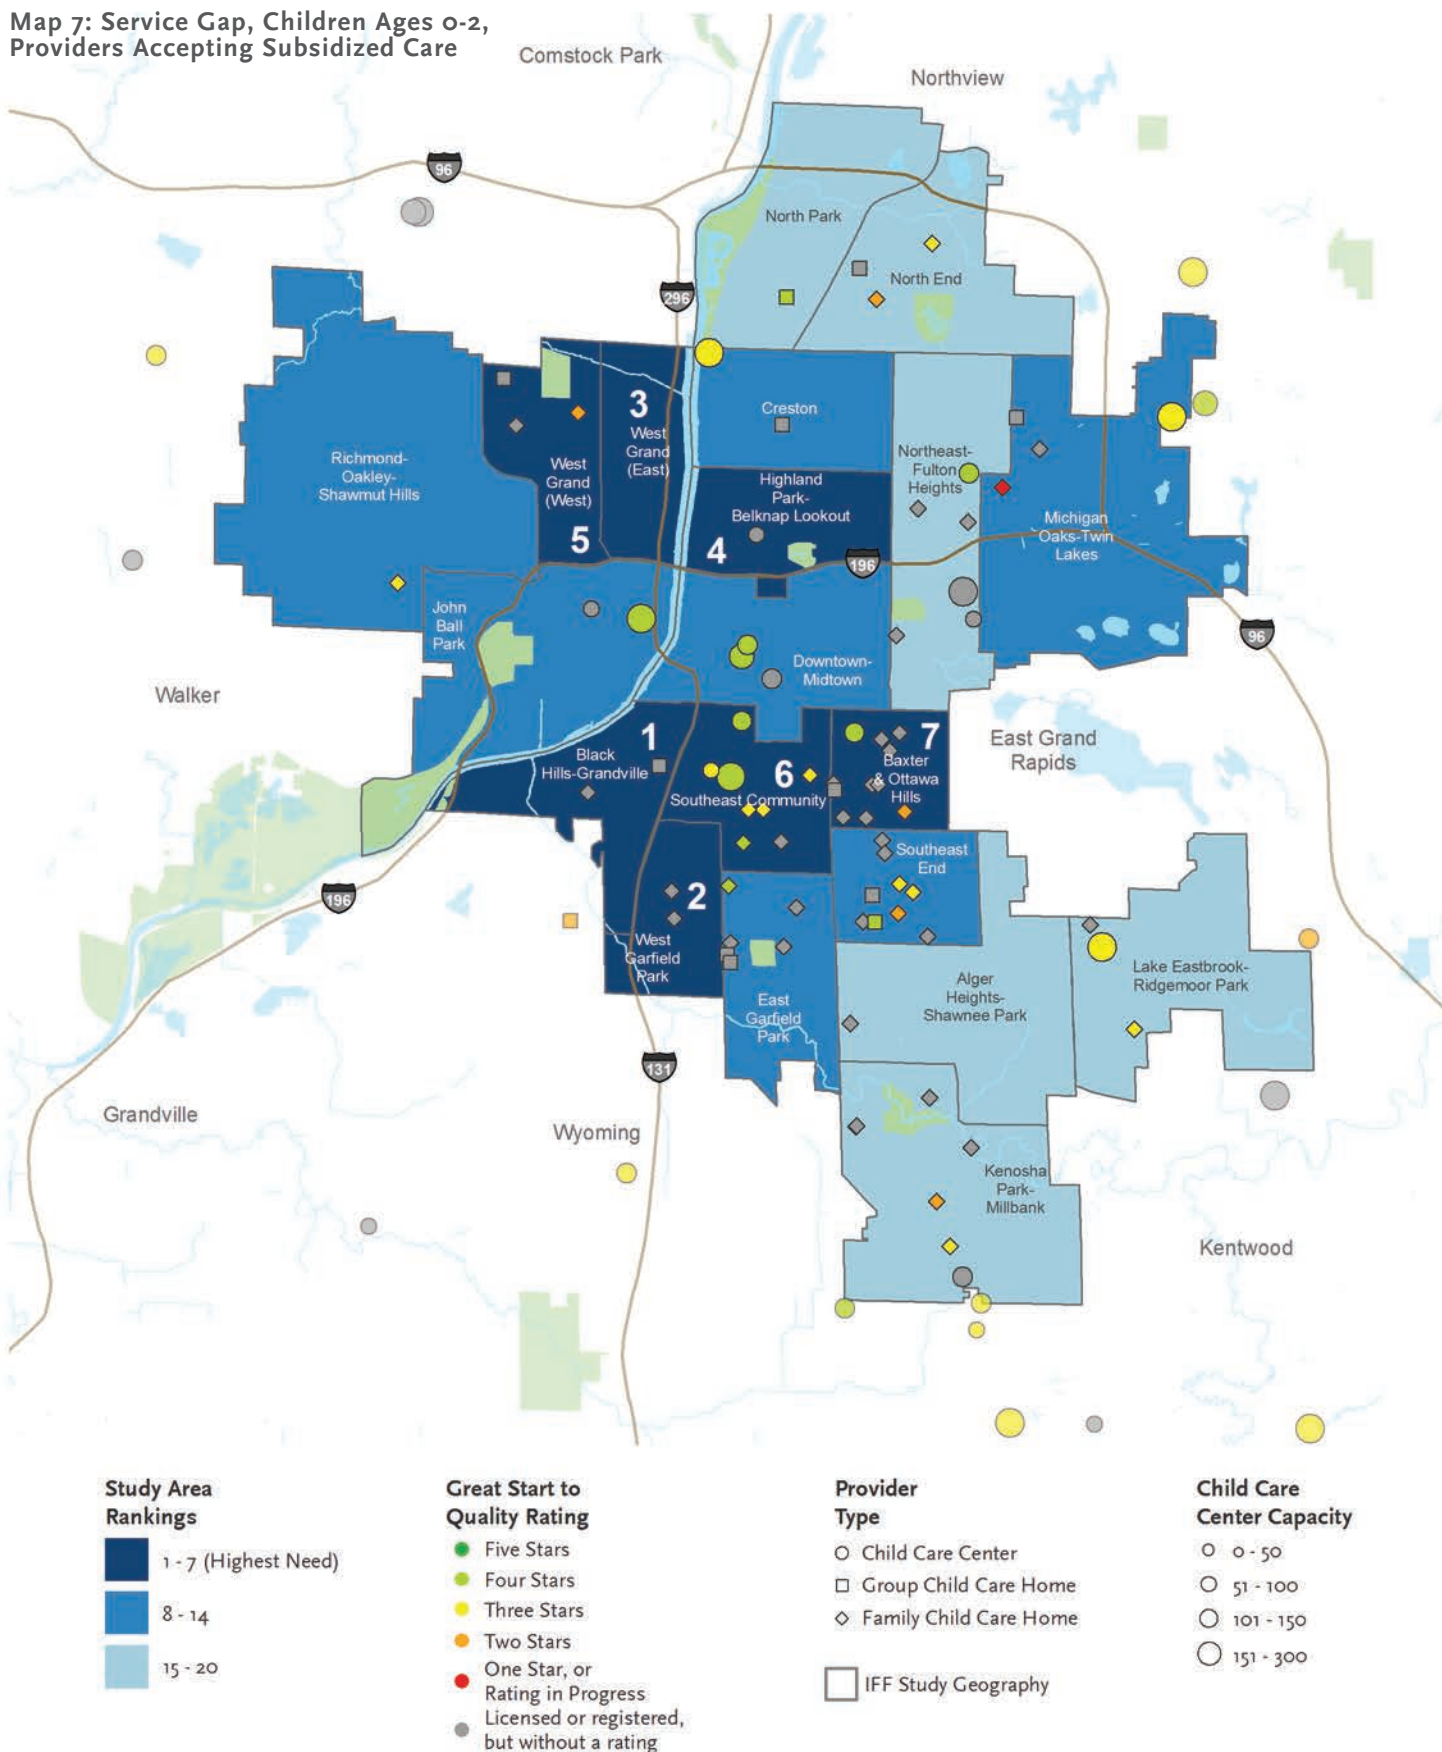 Map 7: Service Gap, Children Ages 0-2,
Providers Accepting Subsidized Care
Comstock Park
Northview
96
North Park
North End
296
3
West
Grand
(East)
Creston
Richmond-
Oakley-
Shawmut Hills
West
Grand
(West)
5
Highland
Park-
Belknap Lookout
4
Northeast-
Fulton
Heights
Michigan
Oaks-Twin
Lakes
196
96
John
Ball
Park
Downtown-
Midtown
Walker
1
Black
Hills-Grandville
6
Southeast Community
7
Baxter
& Ottawa
Hills
East Grand
Rapids
Southeast
End
196
2
West
Garfield
Park
East
Garfield
Park
Alger
Heights-
Shawnee Park
Lake Eastbrook-
Ridgemoor Park
131
Grandville
Wyoming
Kenosha
Park-
Millbank
Kentwood
Study Area
Rankings
1 - 7 (Highest Need)
8 - 14
15 - 20
Great Start to
Quality Rating
Five Stars
Four Stars
Three Stars
Two Stars
One Star, or
Rating in Progress
Licensed or registered,
but without a rating
Provider
Type
Child Care Center
Group Child Care Home
Family Child Care Home
IFF Study Geography
Child Care
Center Capacity
0 - 50
51 - 100
101 - 150
151 - 300